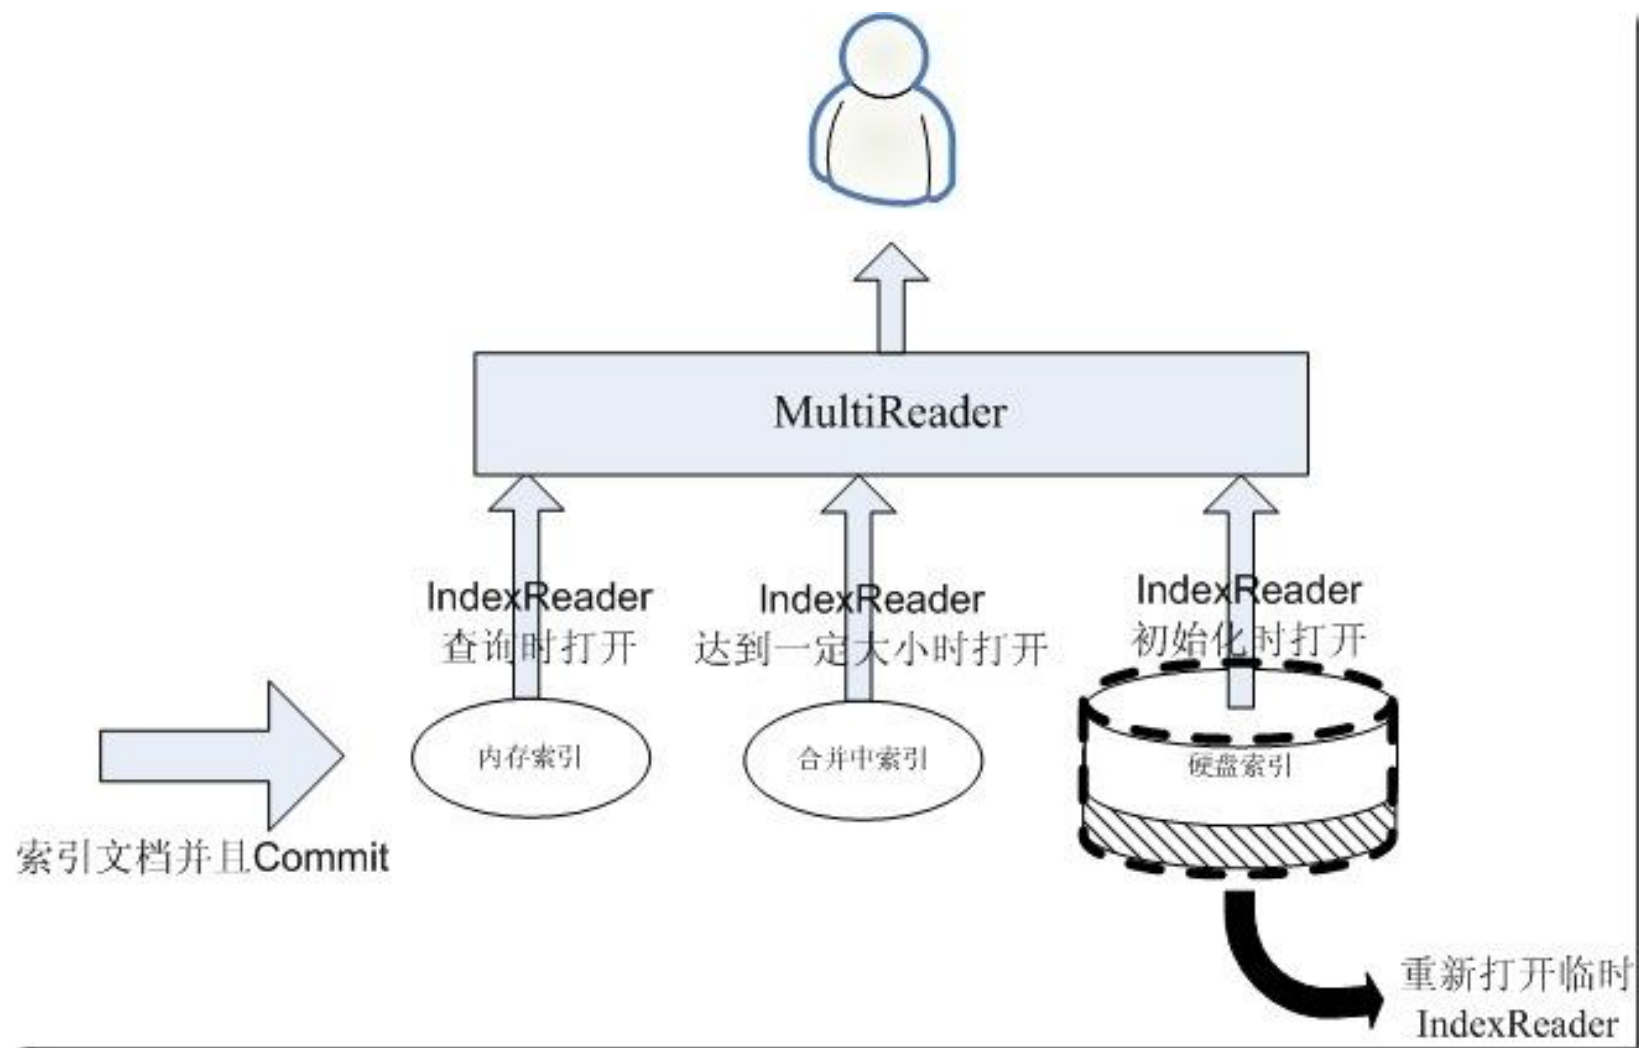 MultiReader
IndexReader
查询时打开
IndexReader
达到一定大小时打开
IndexReader
初始化时打开
内存索引
合并中索引
硬盘索引
索引文档并且Commit
重新打开临时
IndexReader